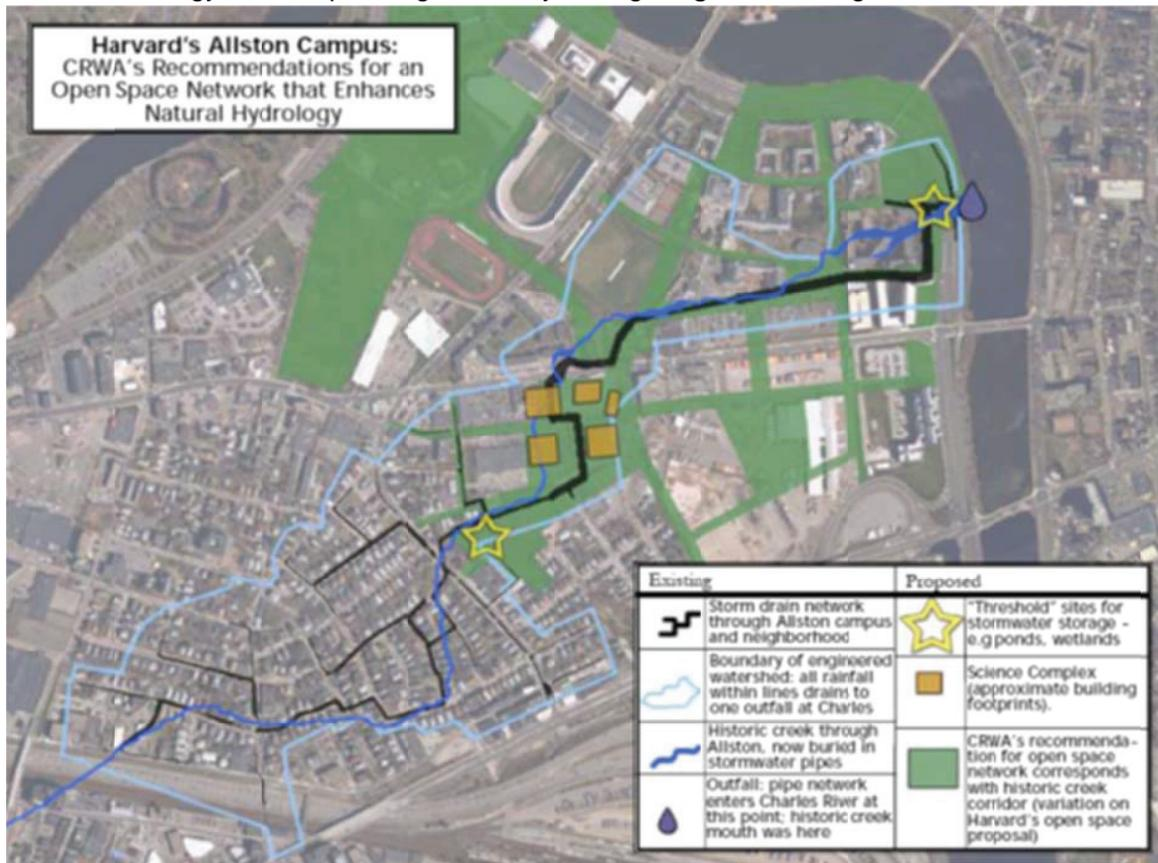 Harvard's Allston Campus:
CRWA's Recommendations for an
Open Space Network that Enhances
Natural Hydrology
Existing
Storm drain network
through Allston campus
and neighborhood
Boundary of engineered
watershed: all rainfall
within lines drains to
one outfall at Charles
Historic creek through
Allston, now buried in
stormwater pipes
Outfall: pipe network
enters Charles River at
this point; historic creek
mouth was here
Proposed
"Threshold" sites for
stormwater storage -
e.g ponds, wetlands
Science Complex
(approximate building
footprints).
CRWA's recommenda-
tion for open space
network corresponds
with historic creek
corridor (variation on
Harvard's open space
proposal)